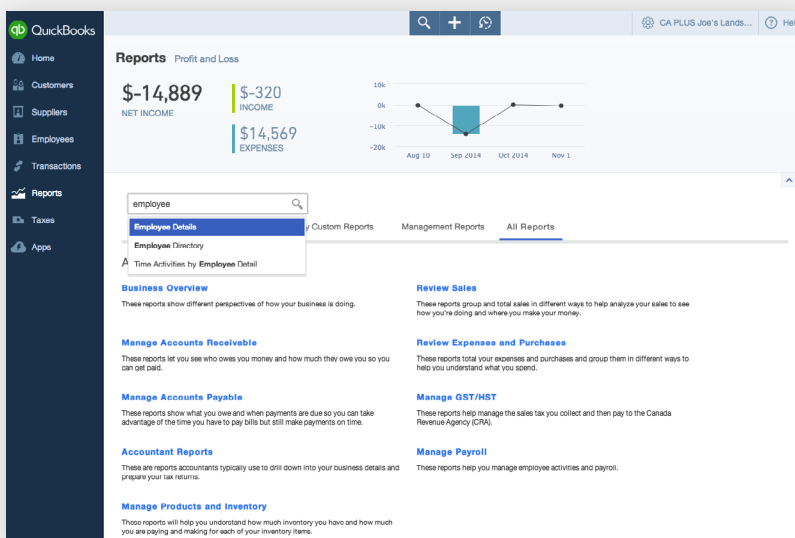 qb QuickBooks
CA PLUS Joe's Lands...
Home
Customers
Suppliers
Employees
Transactions
Reports
Taxes
Apps
Reports Profit and Loss
$-14,889
NET INCOME
$-320
INCOME
$14,569
EXPENSES
10k
0k
-10k
-20k
Aug 10 Sep 2014 Oct 2014 Nov 1
employee
Employee Details
Employee Directory
Time Activities by Employee Detail
Custom Reports Management Reports All Reports
Business Overview
These reports show different perspectives of how your business is doing.
Manage Accounts Receivable
These reports let you see who owes you money and how much they owe you so you
can get paid.
Manage Accounts Payable
These reports show what you owe and when payments are due so you can take
advantage of the time you have to pay bills but still make payments on time.
Accountant Reports
These are reports accountants typically use to drill down into your business details and
prepare your tax returns.
Manage Products and Inventory
These reports will help you understand how much inventory you have and how much
you are paying and making for each of your inventory items.
Review Sales
These reports group and total sales in different ways to help analyze your sales to see
how you're doing and where you make your money.
Review Expenses and Purchases
These reports total your expenses and purchases and group them in different ways to
help you understand what you spend.
Manage GST/HST
These reports help manage the sales tax you collect and then pay to the Canada
Revenue Agency (CRA).
Manage Payroll
These reports help you manage employee activities and payroll.